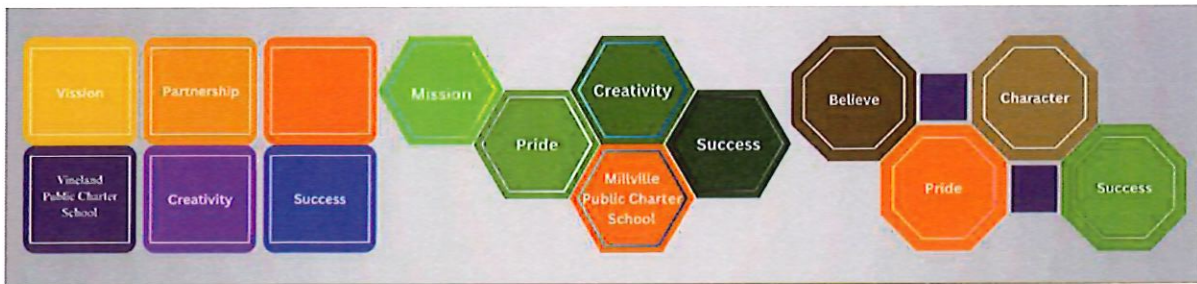 Vission
Partnership
Vineland
Public Charter
School
Creativity
Success
Mission
Pride
Creativity
Success
Millville
Public Charter
School
Believe
Character
Pride
Success